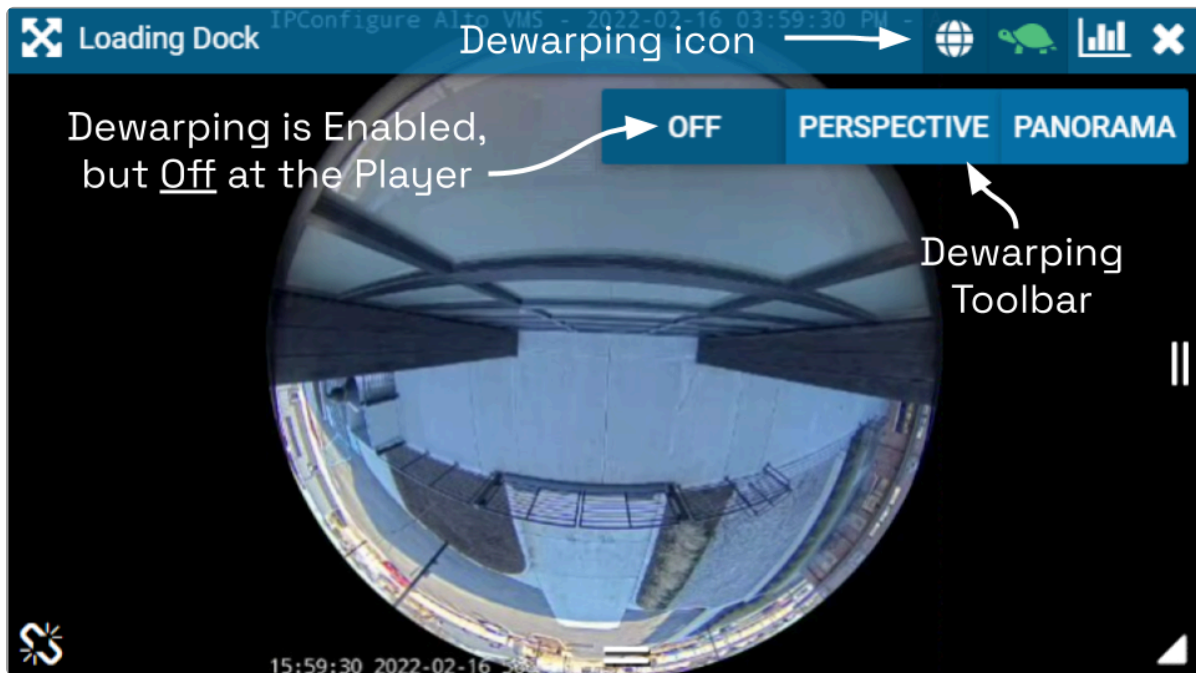 IPConfigure Alto VMS - 2022-02-16 03:59:30 PM -
Loading Dock
Dewarping icon
Dewarping is Enabled,
but Off at the Player
OFF
PERSPECTIVE
PANORAMA
Dewarping
Toolbar
15:59:30 2022-02-16